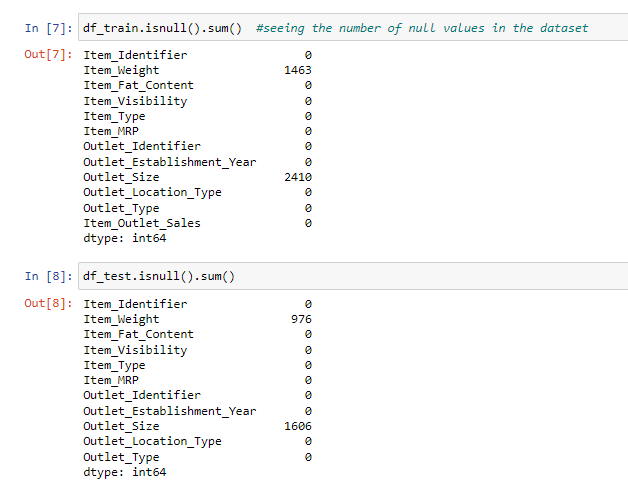 In [7]: df_train.isnull().sum()  #seeing the number of null values in the dataset
Out[7]: Item_Identifier                 0
Item_Weight                  1463
Item_Fat_Content                0
Item_Visibility                 0
Item_Type                       0
Item_MRP                        0
Outlet_Identifier               0
Outlet_Establishment_Year       0
Outlet_Size                  2410
Outlet_Location_Type            0
Outlet_Type                     0
Item_Outlet_Sales               0
dtype: int64
In [8]: df_test.isnull().sum()
Out[8]: Item_Identifier                 0
Item_Weight                   976
Item_Fat_Content                0
Item_Visibility                 0
Item_Type                       0
Item_MRP                        0
Outlet_Identifier               0
Outlet_Establishment_Year       0
Outlet_Size                  1606
Outlet_Location_Type            0
Outlet_Type                     0
dtype: int64